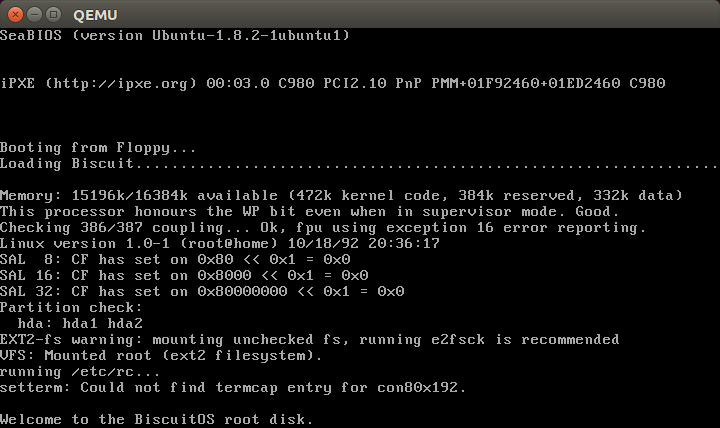 QEMU
SeaBIOS (version Ubuntu-1.8.2-1ubuntu1)
iPXE (http://ipxe.org) 00:03.0 C980 PCI2.10 PnP PMM+01F92460+01ED2460 C980
Booting from Floppy...
Loading Biscuit....................................................................
Memory: 15196k/16384k available (472k kernel code, 384k reserved, 332k data)
This processor honours the WP bit even when in supervisor mode. Good.
Checking 386/387 coupling... Ok, fpu using exception 16 error reporting.
Linux version 1.0-1 (root@home) 10/18/92 20:36:17
SAL  8: CF has set on 0x80 << 0x1 = 0x0
SAL 16: CF has set on 0x8000 << 0x1 = 0x0
SAL 32: CF has set on 0x80000000 << 0x1 = 0x0
Partition check:
  hda: hda1 hda2
EXT2-fs warning: mounting unchecked fs, running e2fsck is recommended
VFS: Mounted root (ext2 filesystem).
running /etc/rc...
setterm: Could not find termcap entry for con80x192.
Welcome to the BiscuitOS root disk.